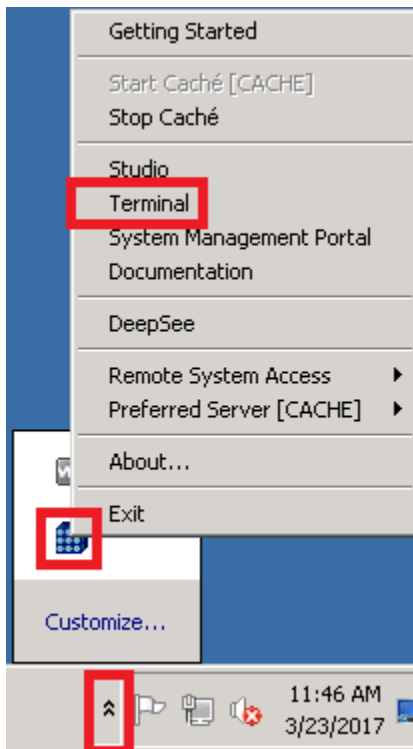 Getting Started
Start Caché [CACHE]
Stop Caché
Studio
Terminal
System Management Portal
Documentation
DeepSee
Remote System Access
Preferred Server [CACHE]
About...
Exit
Customize...
11:46 AM
3/23/2017